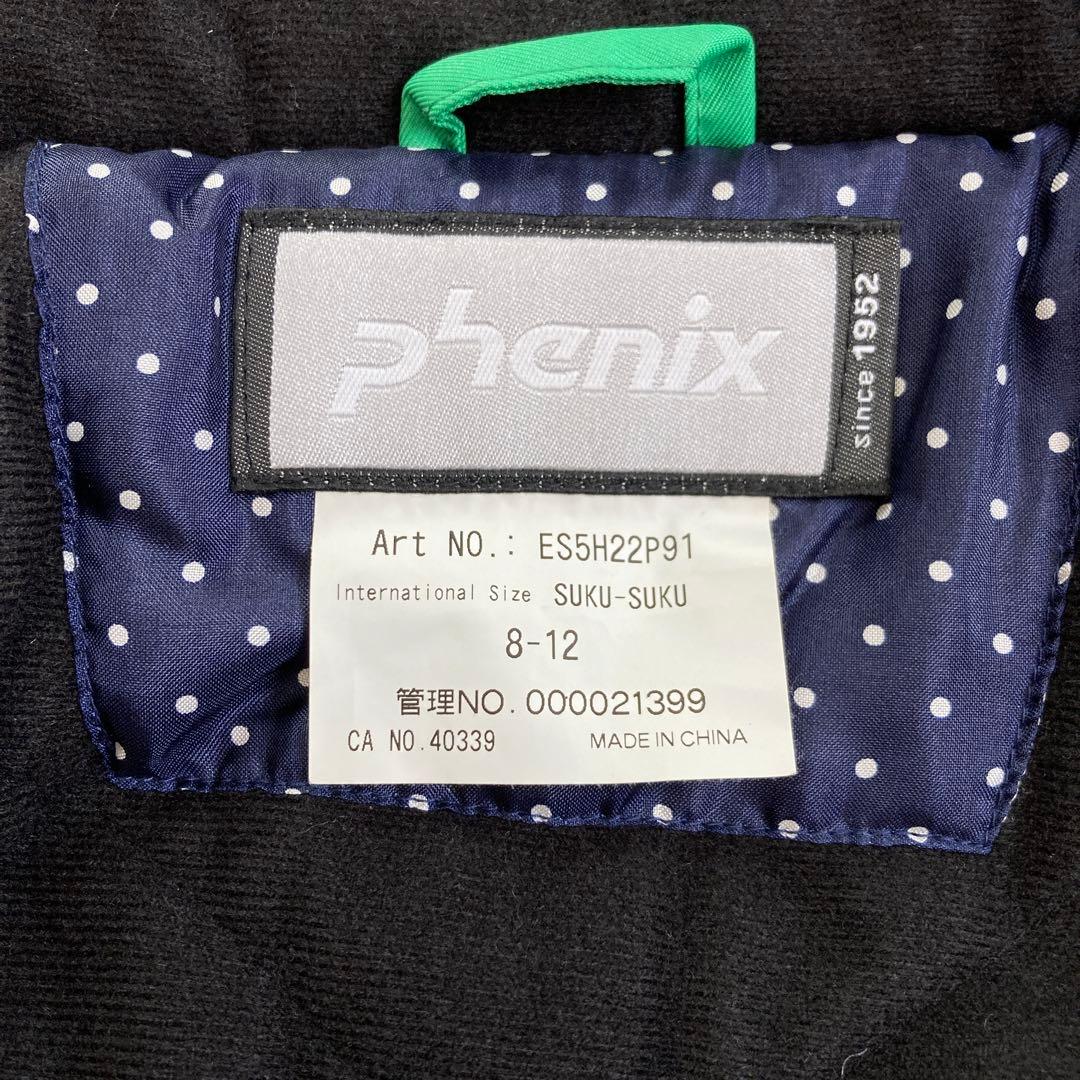 phenix
since 1952
Art NO.: ES5H22P91
International Size SUKU-SUKU
8-12
管理NO. 000021399
CA NO.40339 MADE IN CHINA